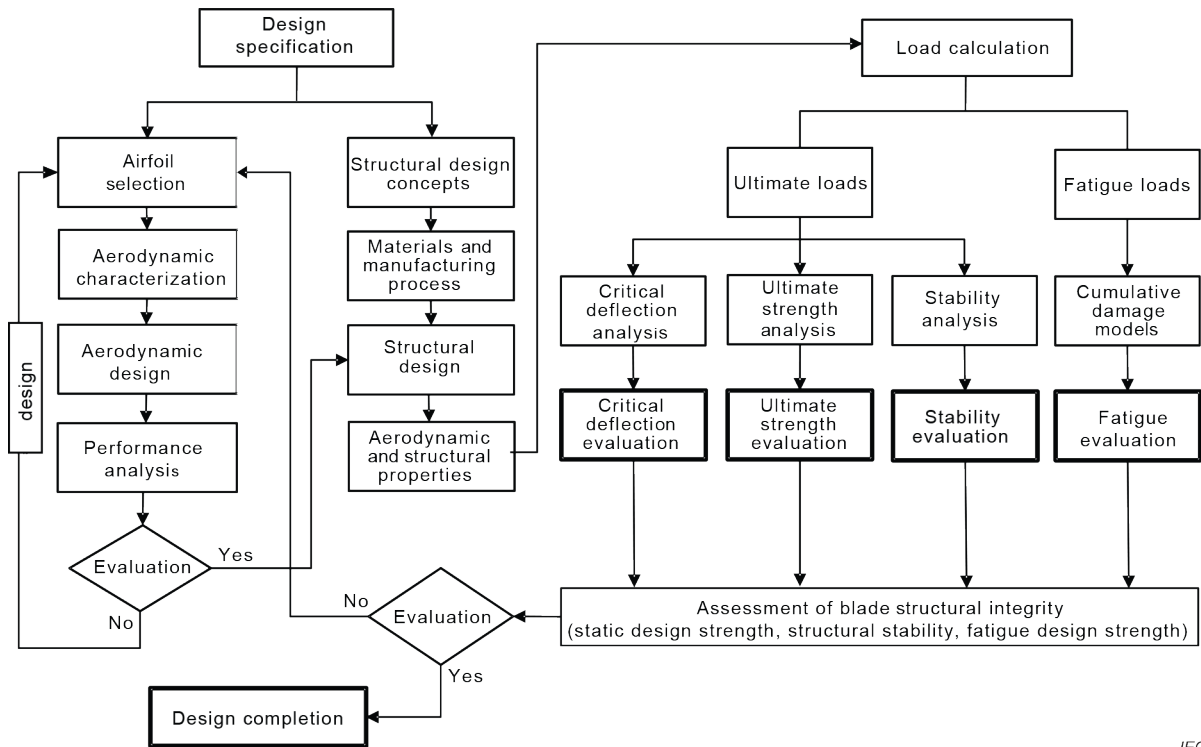 Design
specification
Load calculation
Airfoil
selection
Structural design
concepts
Ultimate loads
Fatigue loads
Aerodynamic
characterization
Materials and
manufacturing
process
Critical
deflection
analysis
Ultimate
strength
analysis
Stability
analysis
Cumulative
damage
models
design
Aerodynamic
design
Structural
design
Critical
deflection
evaluation
Ultimate
strength
evaluation
Stability
evaluation
Fatigue
evaluation
Performance
analysis
Aerodynamic
and structural
properties
Evaluation
Yes
No
No
Evaluation
Yes
Assessment of blade structural integrity
(static design strength, structural stability, fatigue design strength)
Design completion